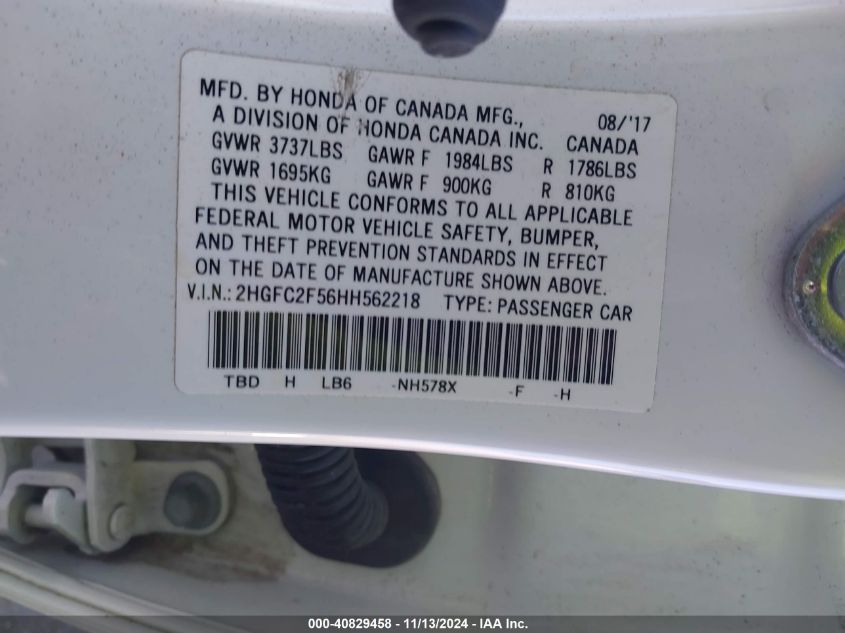 MFD. BY HONDA OF CANADA MFG., 08/'17
A DIVISION OF HONDA CANADA INC. CANADA
GVWR 3737LBS GAWR F 1984LBS R 1786LBS
GVWR 1695KG GAWR F 900KG R 810KG
THIS VEHICLE CONFORMS TO ALL APPLICABLE
FEDERAL MOTOR VEHICLE SAFETY, BUMPER,
AND THEFT PREVENTION STANDARDS IN EFFECT
ON THE DATE OF MANUFACTURE SHOWN ABOVE.
V.I.N.: 2HGFC2F56HH562218 TYPE: PASSENGER CAR
TBD H LB6 -NH578X -F -H
000-40829458 - 11/13/2024 - IAA Inc.